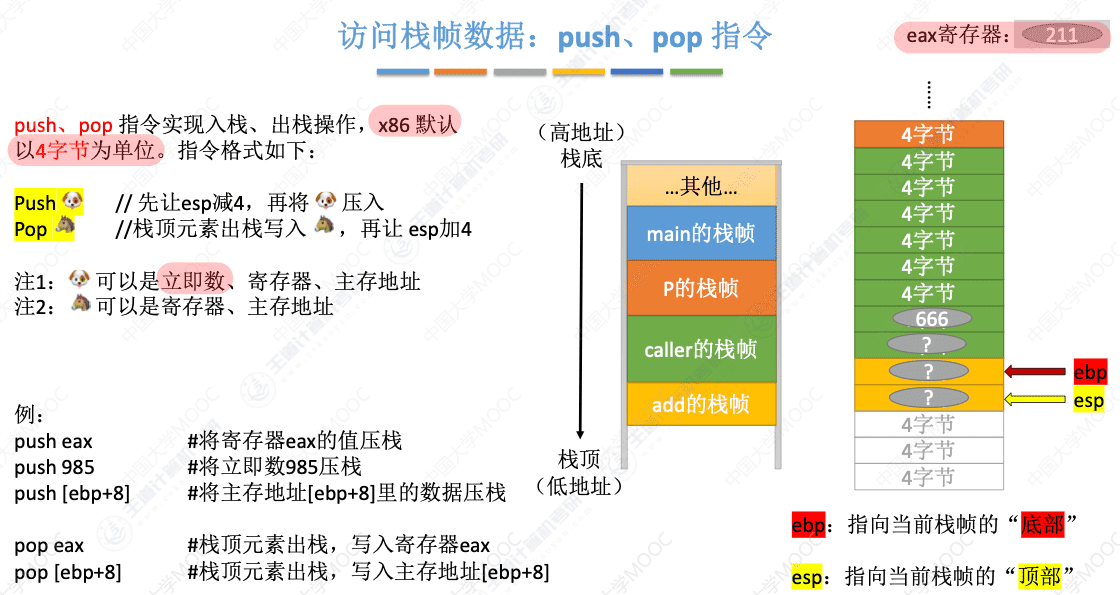 访问栈帧数据：push、pop 指令
eax寄存器：211
push、pop 指令实现入栈、出栈操作，x86 默认
以4字节为单位。指令格式如下：
Push 🐶 // 先让esp减4，再将 🐶 压入
Pop 🐴 //栈顶元素出栈写入 🐴 ，再让 esp加4
注1： 🐶 可以是立即数、寄存器、主存地址
注2： 🐴 可以是寄存器、主存地址
例：
push eax #将寄存器eax的值压栈
push 985 #将立即数985压栈
push [ebp+8] #将主存地址[ebp+8]里的数据压栈
pop eax #栈顶元素出栈，写入寄存器eax
pop [ebp+8] #栈顶元素出栈，写入主存地址[ebp+8]
（高地址）
栈底
栈顶
（低地址）
...其他...
main的栈帧
P的栈帧
caller的栈帧
add的栈帧
4字节
4字节
4字节
4字节
4字节
4字节
4字节
666
?
? ebp
? esp
4字节
4字节
4字节
ebp：指向当前栈帧的“底部”
esp：指向当前栈帧的“顶部”